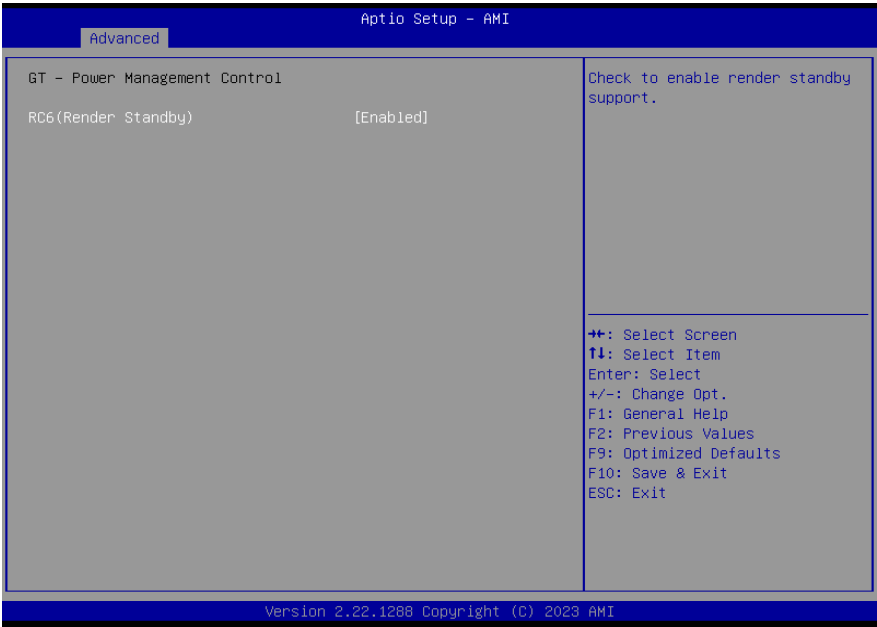 Aptio Setup – AMI
Advanced
GT – Power Management Control
RC6(Render Standby) [Enabled]
Check to enable render standby
support.
→←: Select Screen
↑↓: Select Item
Enter: Select
+/-: Change Opt.
F1: General Help
F2: Previous Values
F9: Optimized Defaults
F10: Save & Exit
ESC: Exit
Version 2.22.1288 Copyright (C) 2023 AMI